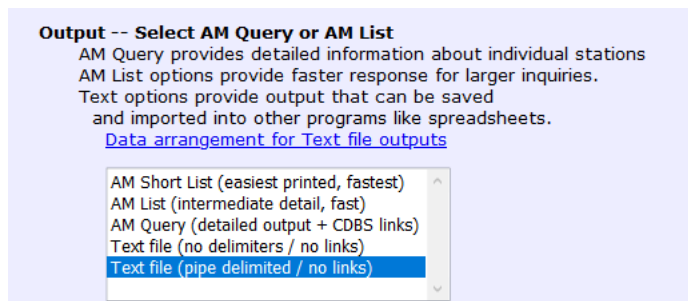 Output -- Select AM Query or AM List
AM Query provides detailed information about individual stations
AM List options provide faster response for larger inquiries.
Text options provide output that can be saved
and imported into other programs like spreadsheets.
Data arrangement for Text file outputs
AM Short List (easiest printed, fastest)
AM List (intermediate detail, fast)
AM Query (detailed output + CDBS links)
Text file (no delimiters / no links)
Text file (pipe delimited / no links)